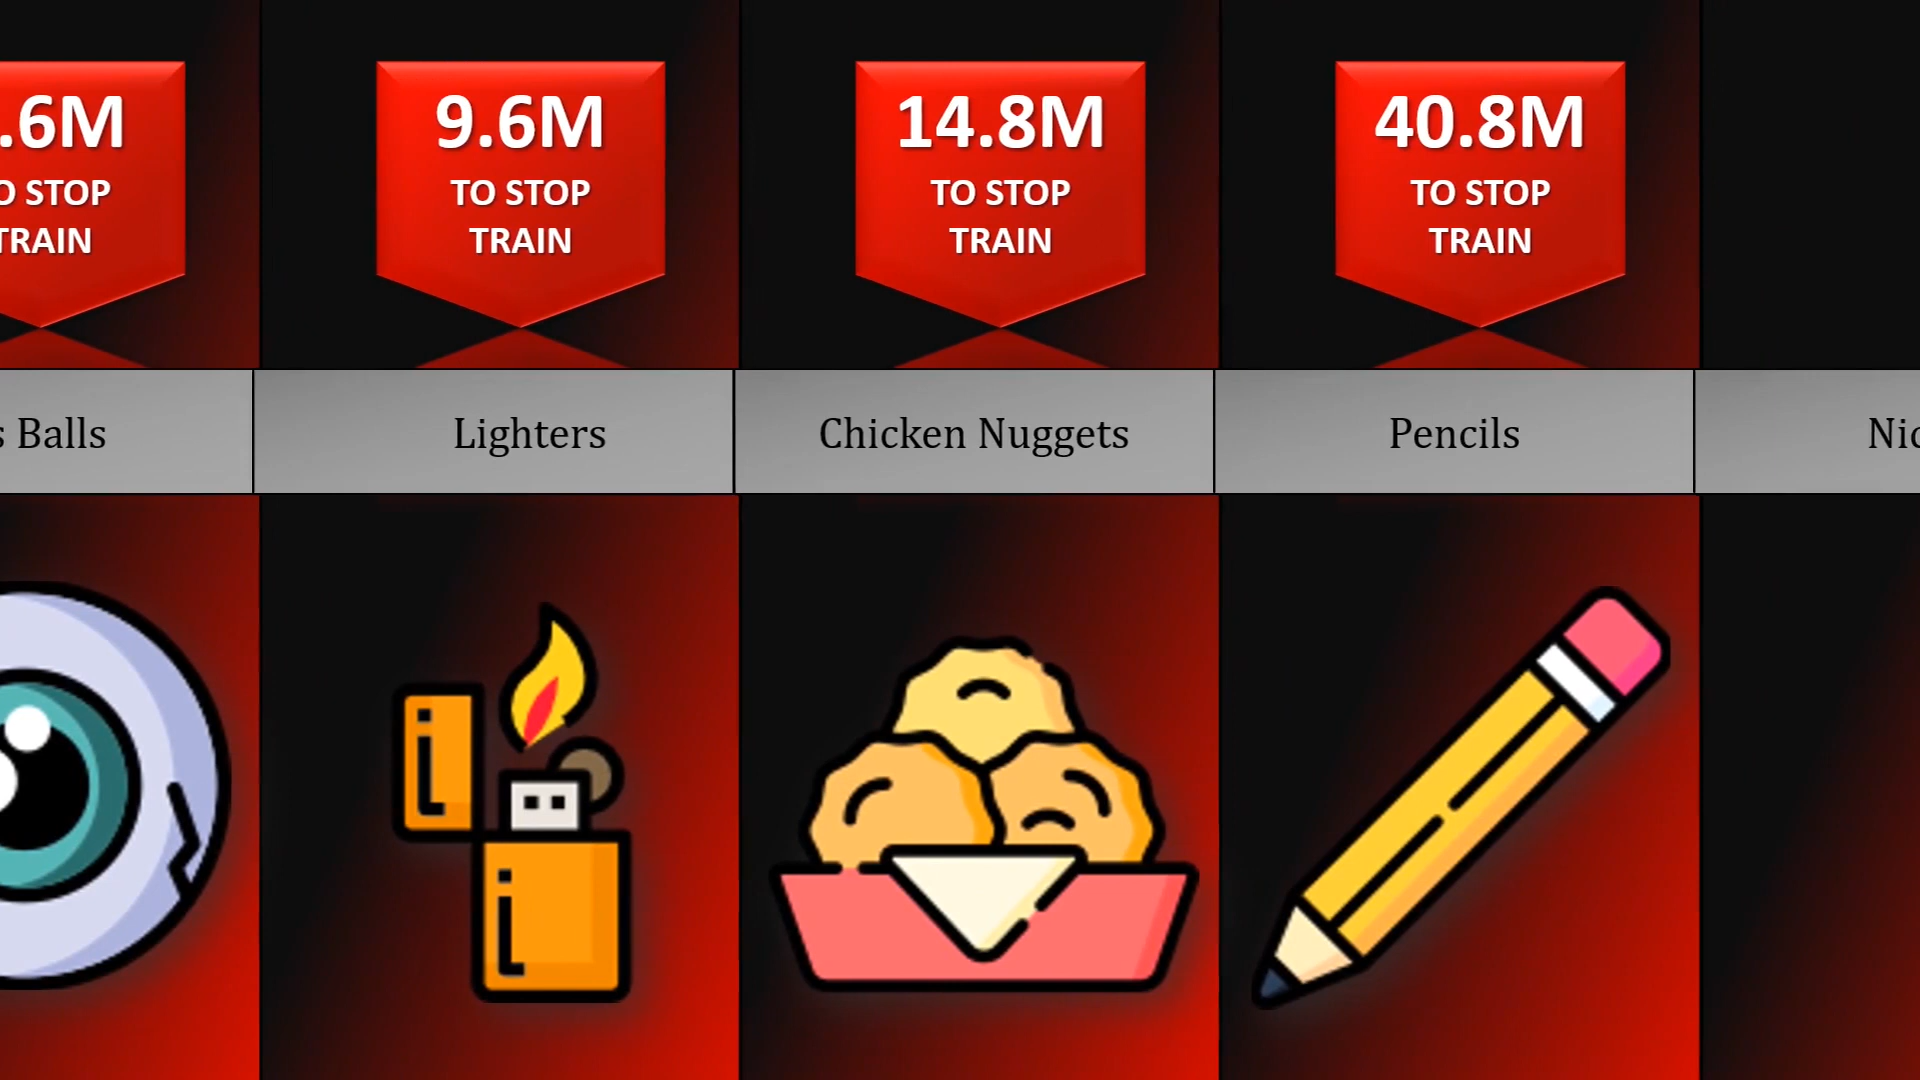 .6M
9.6M
14.8M
40.8M
O STOP
TO STOP
TO STOP
TO STOP
TRAIN
TRAIN
TRAIN
TRAIN
s Balls
Lighters
Chicken Nuggets
Pencils